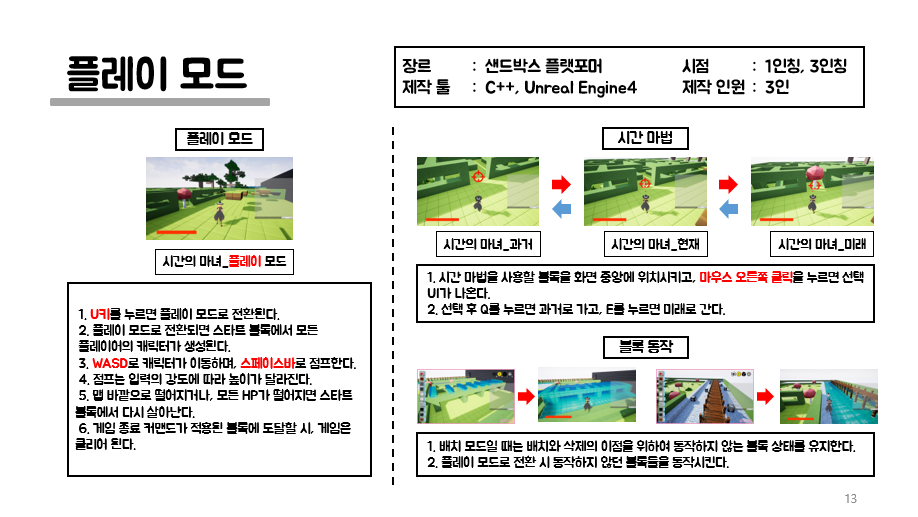 플레이 모드
장르 : 샌드박스 플랫포머 시점 : 1인칭, 3인칭
제작 툴 : C++, Unreal Engine4 제작 인원 : 3인
플레이 모드
시간의 마녀_플레이 모드
1. U키를 누르면 플레이 모드로 전환된다.
2. 플레이 모드로 전환되면 스타트 블록에서 모든
플레이어의 캐릭터가 생성된다.
3. WASD로 캐릭터가 이동하며, 스페이스바로 점프한다.
4. 점프는 입력의 강도에 따라 높이가 달라진다.
5. 맵 바깥으로 떨어지거나, 모든 HP가 떨어지면 스타트
블록에서 다시 살아난다.
6. 게임 종료 커맨드가 적용된 블록에 도달할 시, 게임은
클리어 된다.
시간 마법
시간의 마녀_과거
시간의 마녀_현재
시간의 마녀_미래
1. 시간 마법을 사용할 블록을 화면 중앙에 위치시키고, 마우스 오른쪽 클릭을 누르면 선택
UI가 나온다.
2. 선택 후 Q를 누르면 과거로 가고, E를 누르면 미래로 간다.
블록 동작
1. 배치 모드일 때는 배치와 삭제의 이점을 위하여 동작하지 않는 블록 상태를 유지한다.
2. 플레이 모드로 전환 시 동작하지 않던 블록들을 동작시킨다.
13